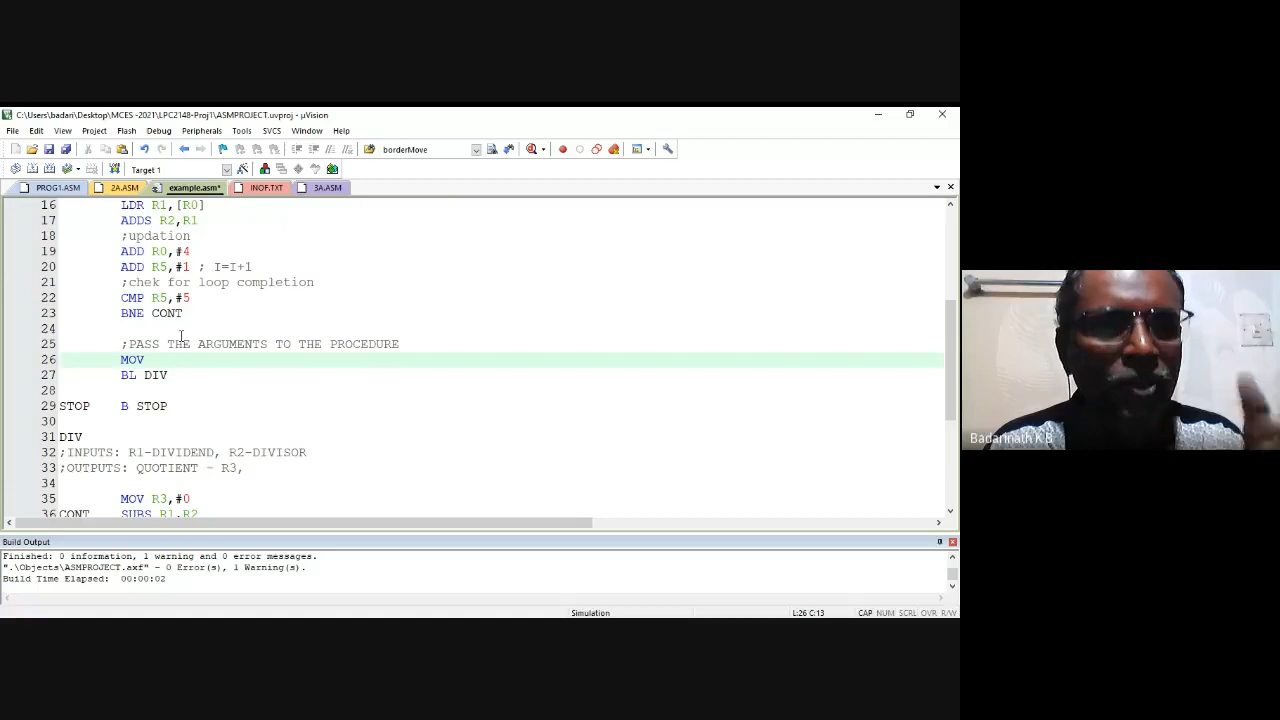 C:\Users\badari\Desktop\MCES -2021\LPC2148-Proj1\ASMPROJECT.uvproj - µVision
File Edit View Project Flash Debug Peripherals Tools SVCS Window Help
borderMove
Target 1
PROG1.ASM 2A.ASM example.asm* INOF.TXT 3A.ASM
16 LDR R1,[R0]
17 ADDS R2,R1
18 ;updation
19 ADD R0,#4
20 ADD R5,#1 ; I=I+1
21 ;chek for loop completion
22 CMP R5,#5
23 BNE CONT
24
25 ;PASS THE ARGUMENTS TO THE PROCEDURE
26 MOV
27 BL DIV
28
29 STOP B STOP
30
31 DIV
32 ;INPUTS: R1-DIVIDEND, R2-DIVISOR
33 ;OUTPUTS: QUOTIENT - R3,
34
35 MOV R3,#0
36 CONT SUBS R1,R2
Build Output
Finished: 0 information, 1 warning and 0 error messages.
".\Objects\ASMPROJECT.axf" - 0 Error(s), 1 Warning(s).
Build Time Elapsed: 00:00:02
Simulation L:26 C:13 CAP NUM SCRL OVR R/W
Badarinath K B